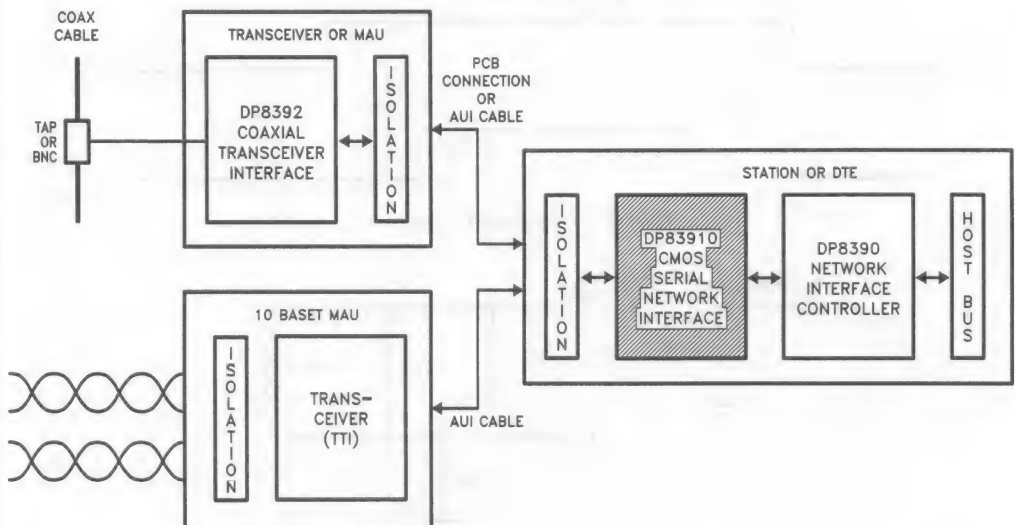 COAX
CABLE
TAP
OR
BNC
TRANSCEIVER OR MAU
DP8392
COAXIAL
TRANSCEIVER
INTERFACE
ISOLATION
PCB
CONNECTION
OR
AUI CABLE
STATION OR DTE
ISOLATION
DP83910
CMOS
SERIAL
NETWORK
INTERFACE
DP8390
NETWORK
INTERFACE
CONTROLLER
HOST BUS
10 BASET MAU
ISOLATION
TRANS-
CEIVER
(TTI)
AUI CABLE